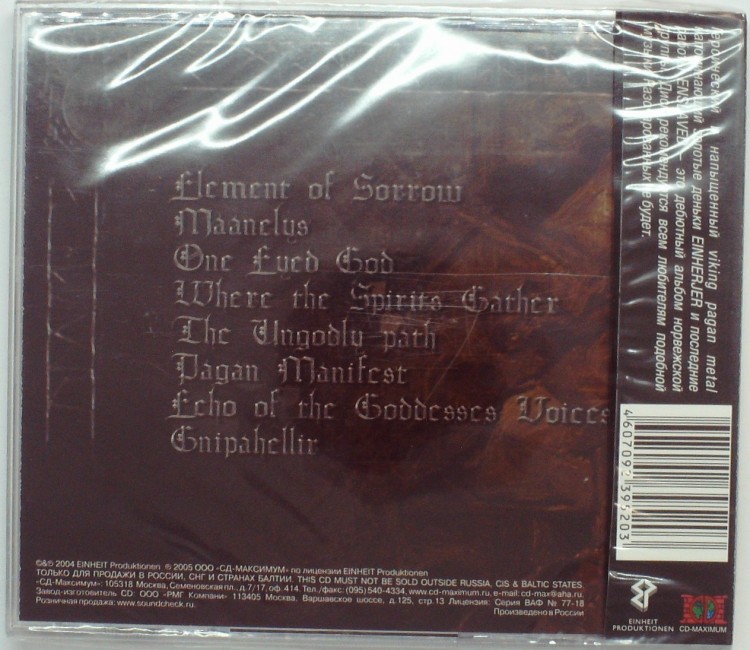 Element of Sorrow
Maanelys
One Eyed God
Where the Spirits Gather
The Ungodly path
Pagan Manifest
Echo of the Goddesses Voices
Gnipahellir
2004 EINHEIT Produktionen ℗ 2005 ООО «СД-МАКСИМУМ» по лицензии EINHEIT Produktionen
ТОЛЬКО ДЛЯ ПРОДАЖИ В РОССИИ, СНГ И СТРАНАХ БАЛТИИ. THIS CD MUST NOT BE SOLD OUTSIDE RUSSIA, CIS & BALTIC STATES.
«СД-Максимум»: 105318 Москва, Семеновская пл., д.7/17, оф. 414. Тел./факс: (095)540-4334, www.cd-maximum.ru, e-mail: cd-max@aha.ru.
Завод-изготовитель CD: ООО «РМГ Компани» 113405 Москва, Варшавское шоссе, д.125, стр.13 Лицензия: Серия ВАФ № 77-18
Розничная продажа: www.soundcheck.ru.
Произведено в России
напыщенный viking pagan metal
золотые деньки EINHERJER и последние
это дебютный альбом норвежской
рекомендуется всем любителям подобной
будет.
4607092395203
EINHEIT
PRODUKTIONEN
CD-MAXIMUM